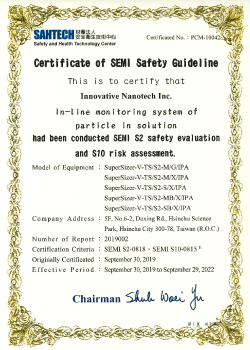 SAHTECH 財團法人
安全衛生技術中心
Safety and Health Technology Center
Certificated No.: PCM-10042
Certificate of SEMI Safety Guideline
This is to certify that
Innovative Nanotech Inc.
In-line monitoring system of
particle in solution
had been conducted SEMI S2 safety evaluation
and S10 risk assessment.
Model of Equipment : SuperSizer-V-TS/S2-M/G/IPA
SuperSizer-V-TS/S2-M/X/IPA
SuperSizer-V-TS/S2-S/X/IPA
SuperSizer-V-TS/S2-MB/X/IPA
SuperSizer-V-TS/S2-SB/X/IPA
Company Address : 5F, No.6-2, Duxing Rd., Hsinchu Science
Park, Hsinchu City 300-78, Taiwan (R.O.C.)
Number of Report : 2019002
Certification Criteria : SEMI S2-0818、SEMI S10-0815 E
Originally Certificated : September 30, 2019
Effective Period : September 30, 2019 to September 29, 2022
Chairman